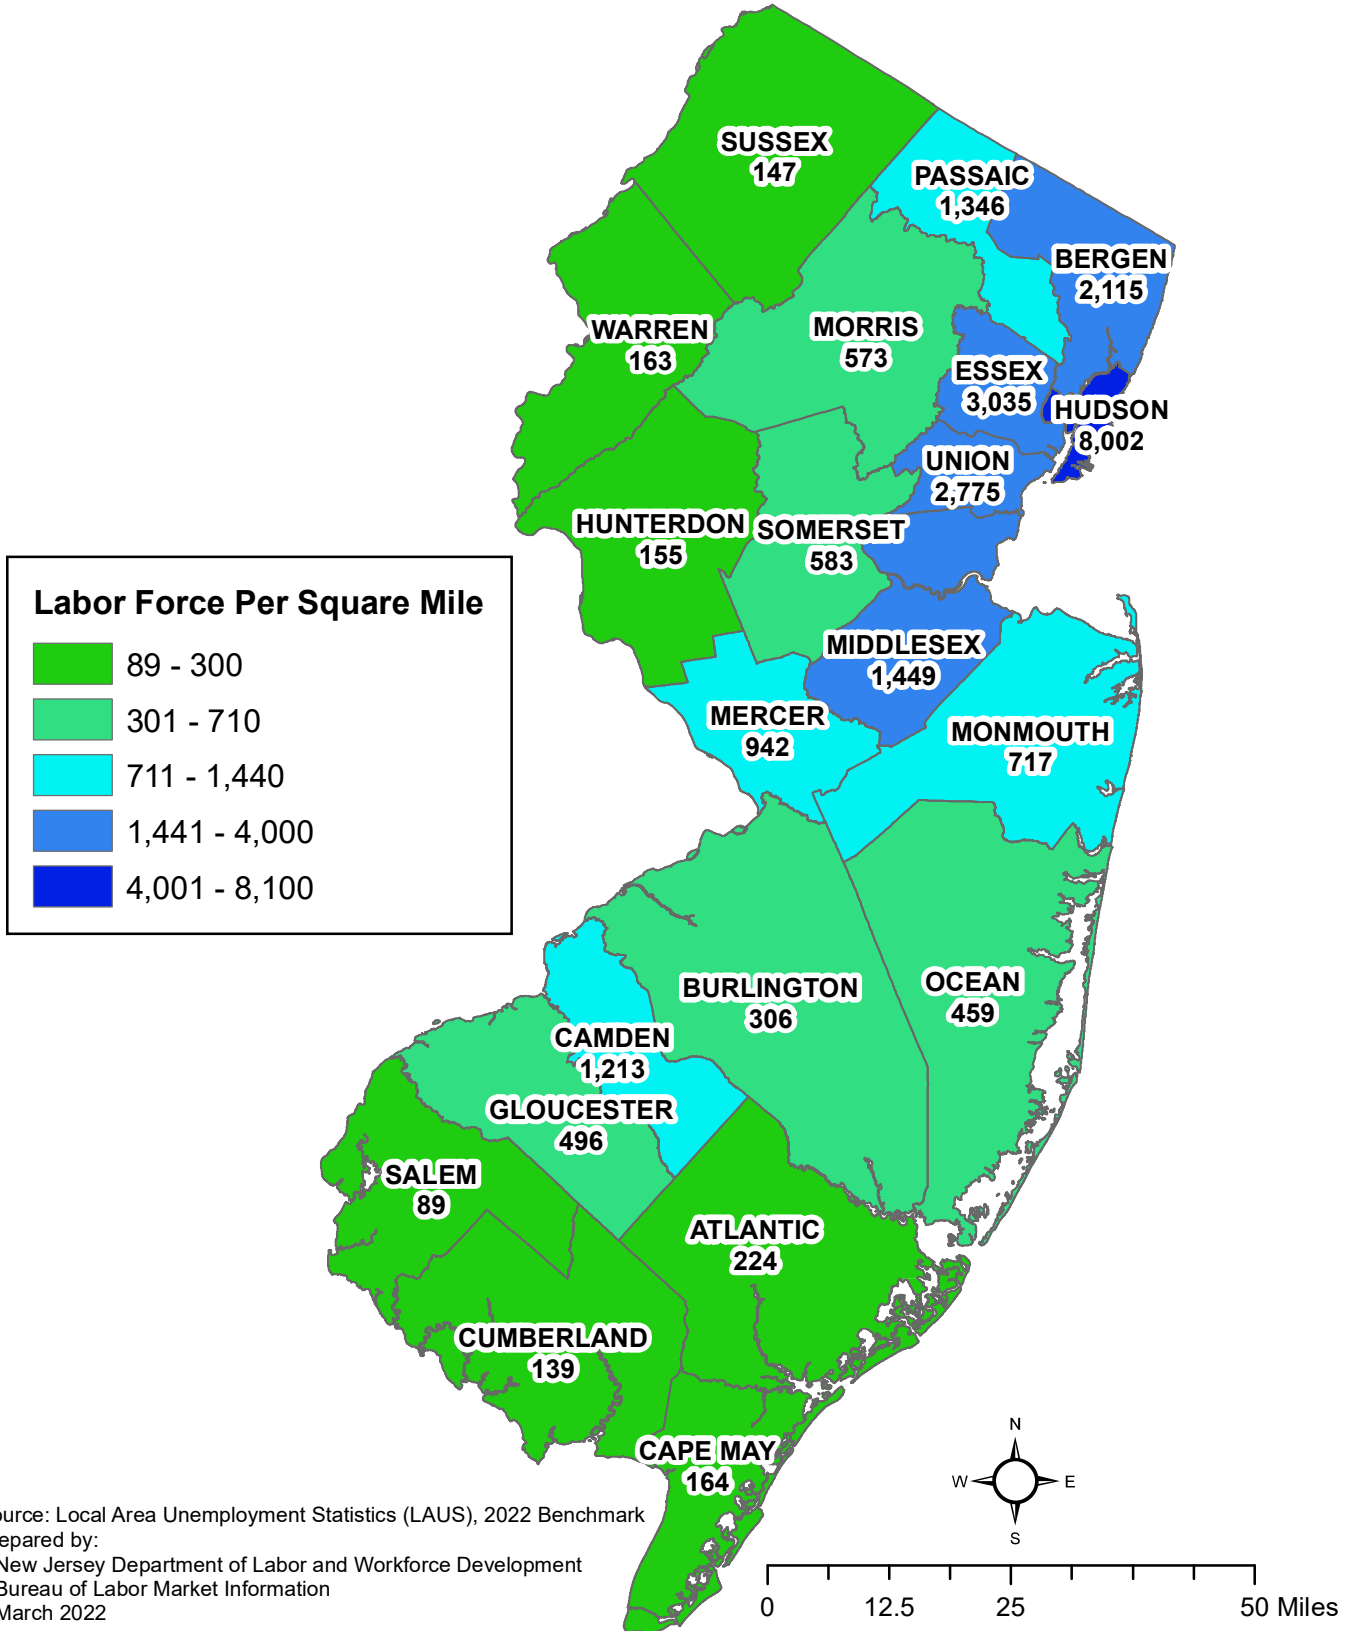 SUSSEX
147
PASSAIC
1,346
BERGEN
2,115
WARREN
163
MORRIS
573
ESSEX
3,035
HUDSON
8,002
UNION
2,775
HUNTERDON
155
SOMERSET
583
MIDDLESEX
1,449
MERCER
942
MONMOUTH
717
Labor Force Per Square Mile
89 - 300
301 - 710
711 - 1,440
1,441 - 4,000
4,001 - 8,100
BURLINGTON
306
OCEAN
459
CAMDEN
1,213
GLOUCESTER
496
SALEM
89
ATLANTIC
224
CUMBERLAND
139
CAPE MAY
164
N
W
E
S
ource: Local Area Unemployment Statistics (LAUS), 2022 Benchmark
epared by:
New Jersey Department of Labor and Workforce Development
Bureau of Labor Market Information
March 2022
0 12.5 25 50 Miles